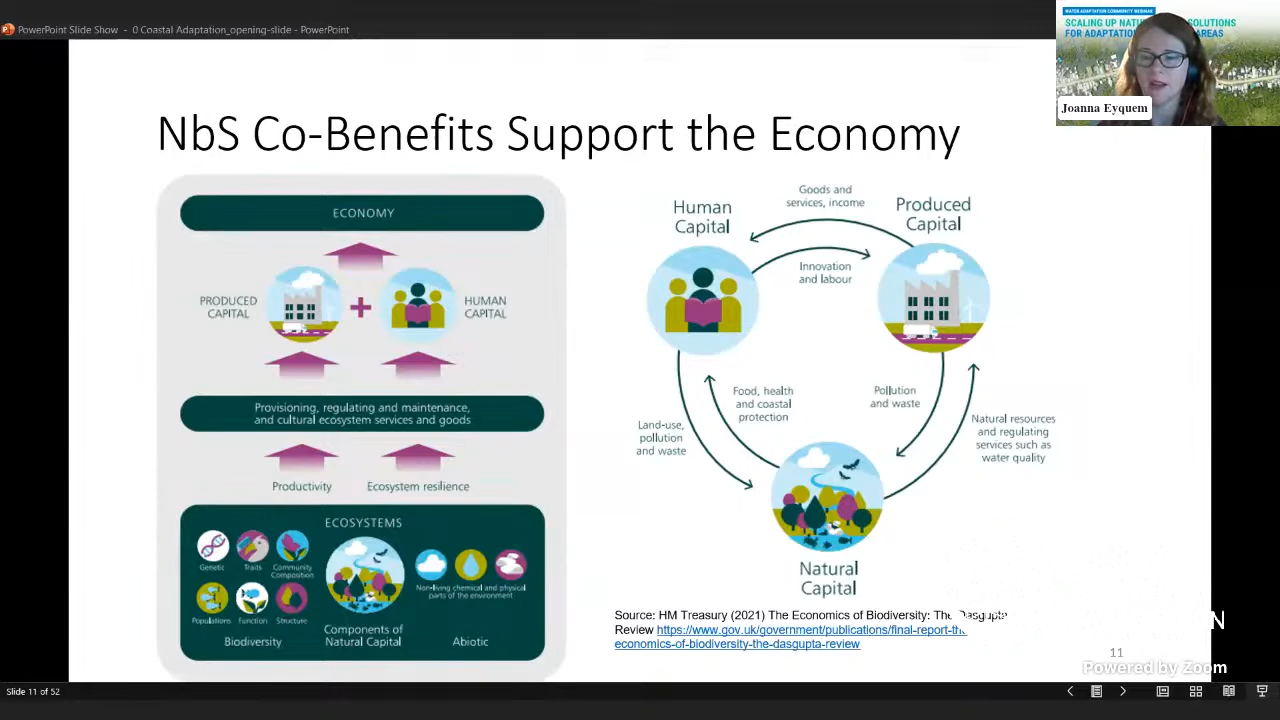 PowerPoint Slide Show - 0 Coastal Adaptation_opening-slide - PowerPoint
WATER ADAPTATION COMMUNITY WEBINAR
SCALING UP SOLUTIONS
FOR ADAPTATION AREAS
Joanna Eyquem
NbS Co-Benefits Support the Economy
ECONOMY
PRODUCED
CAPITAL
+
HUMAN
CAPITAL
Provisioning, regulating and maintenance,
and cultural ecosystem services and goods
Productivity
Ecosystem resilience
ECOSYSTEMS
Genetic
Traits
Community
Composition
Populations
Function
Structure
Biodiversity
Components of
Natural Capital
Non-living chemical and physical
parts of the environment
Abiotic
Human
Capital
Goods and
services, income
Produced
Capital
Innovation
and labour
Food, health
and coastal
protection
Land-use,
pollution
and waste
Pollution
and waste
Natural resources
and regulating
services such as
water quality
Natural
Capital
Source: HM Treasury (2021) The Economics of Biodiversity: The Dasgupta
Review https://www.gov.uk/government/publications/final-report-the-
economics-of-biodiversity-the-dasgupta-review
11
Powered by Zoom
Slide 11 of 52